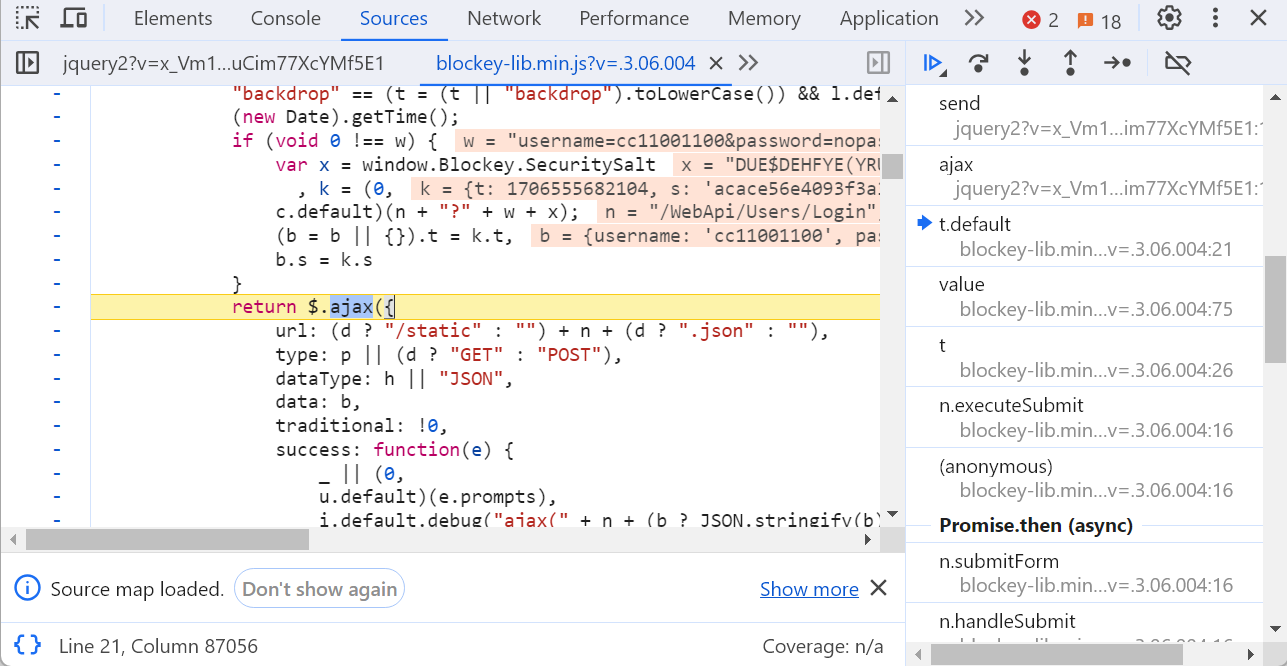 Elements Console Sources Network Performance Memory Application 2 18
jquery2?v=x_Vm1...uCim77XcYMf5E1 blockey-lib.min.js?v=.3.06.004
"backdrop" == (t = (t || "backdrop").toLowerCase()) && l.def
(new Date).getTime();
if (void 0 !== w) { w = "username=cc11001100&password=nopas
var x = window.Blockey.SecuritySalt x = "DUE$DEHFYE(YRU
, k = (0, k = {t: 1706555682104, s: 'acace56e4093f3a
c.default)(n + "?" + w + x); n = "/WebApi/Users/Login"
(b = b || {}).t = k.t, b = {username: 'cc11001100', pas
b.s = k.s
}
return $.ajax({
url: (d ? "/static" : "") + n + (d ? ".json" : ""),
type: p || (d ? "GET" : "POST"),
dataType: h || "JSON",
data: b,
traditional: !0,
success: function(e) {
_ || (0,
u.default)(e.prompts),
i.default.debug("ajax(" + n + (b ? JSON.stringify(b)
Source map loaded. Don't show again Show more
{} Line 21, Column 87056 Coverage: n/a
send
jquery2?v=x_Vm1...im77XcYMf5E1:
ajax
jquery2?v=x_Vm1...im77XcYMf5E1:
t.default
blockey-lib.min...v=.3.06.004:21
value
blockey-lib.min...v=.3.06.004:75
t
blockey-lib.min...v=.3.06.004:26
n.executeSubmit
blockey-lib.min...v=.3.06.004:16
(anonymous)
blockey-lib.min...v=.3.06.004:16
Promise.then (async)
n.submitForm
blockey-lib.min...v=.3.06.004:16
n.handleSubmit